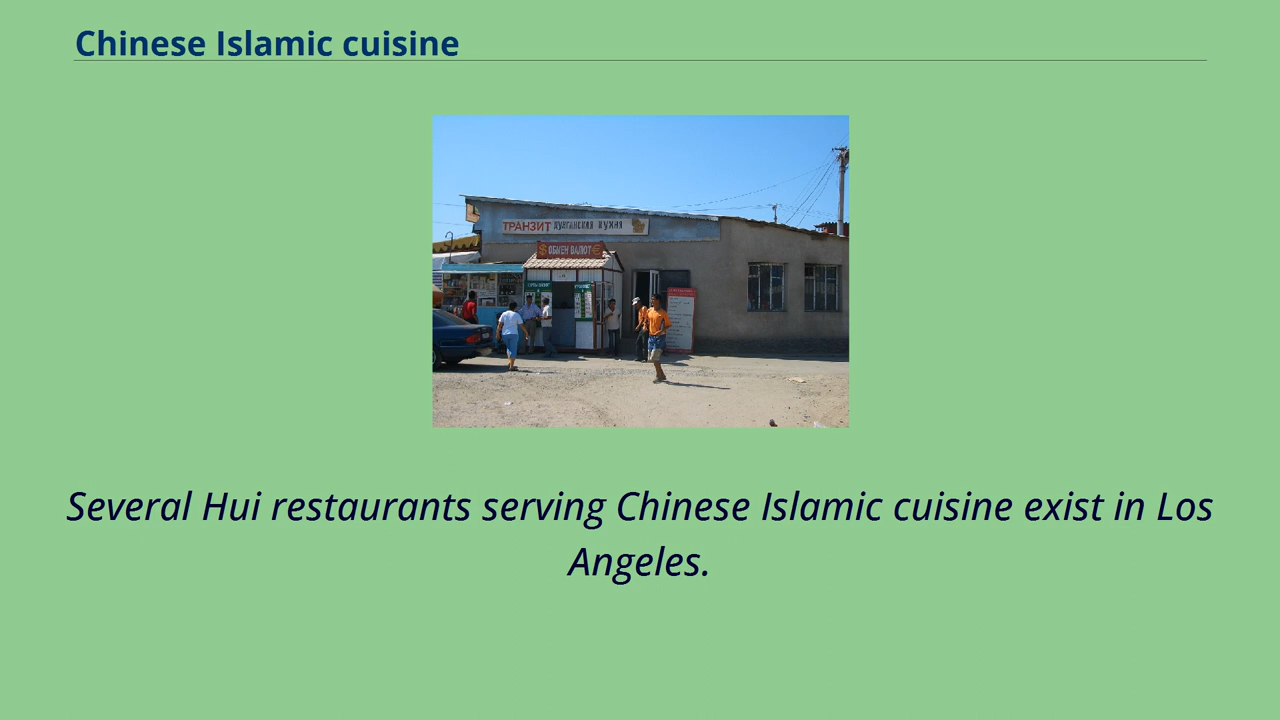 Chinese Islamic cuisine
ТРАНЗИТ ДУНГАНСКАЯ КУХНЯ
$ ОБМЕН ВАЛЮТ €
Several Hui restaurants serving Chinese Islamic cuisine exist in Los
Angeles.